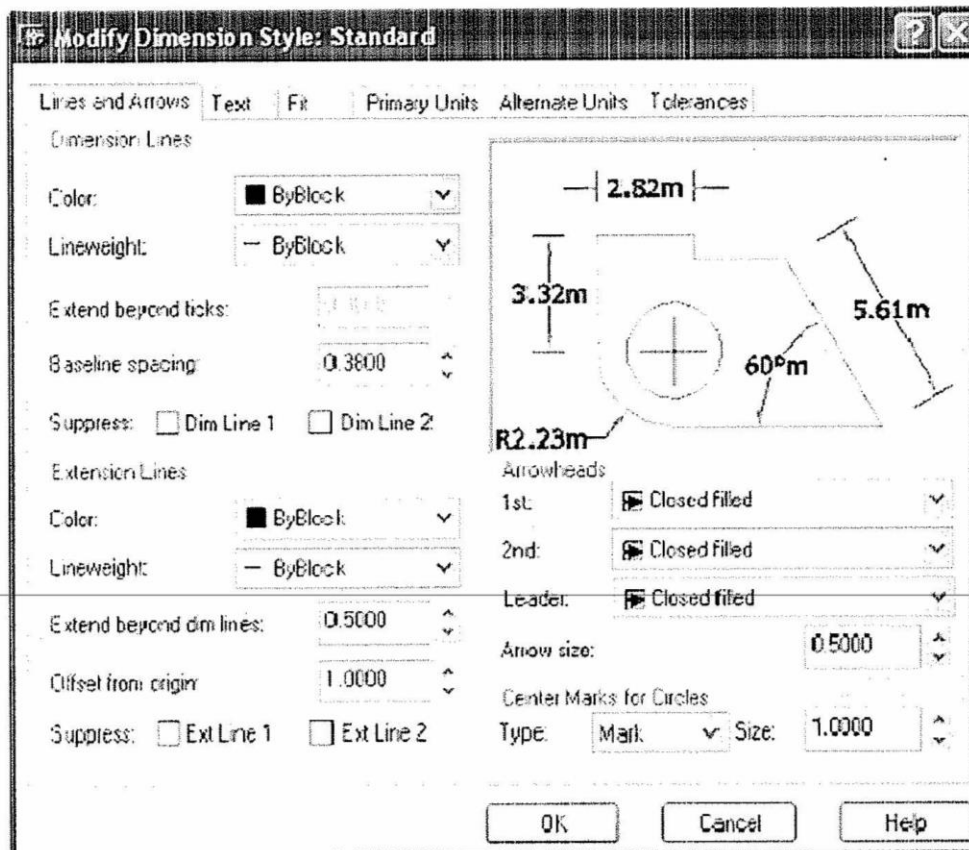 Modify Dimension Style: Standard
Lines and Arrows Text Fit Primary Units Alternate Units Tolerances
Dimension Lines
Color: ByBlock
Lineweight: ByBlock
Extend beyond ticks:
Baseline spacing: 0.3800
Suppress: Dim Line 1 Dim Line 2
Extension Lines
Color: ByBlock
Lineweight: ByBlock
Extend beyond dim lines: 0.5000
Offset from origin: 1.0000
Suppress: Ext Line 1 Ext Line 2
2.82m
3.32m
5.61m
60°m
R2.23m
Arrowheads
1st: Closed filled
2nd: Closed filled
Leader: Closed filled
Arrow size: 0.5000
Center Marks for Circles
Type: Mark Size: 1.0000
OK Cancel Help